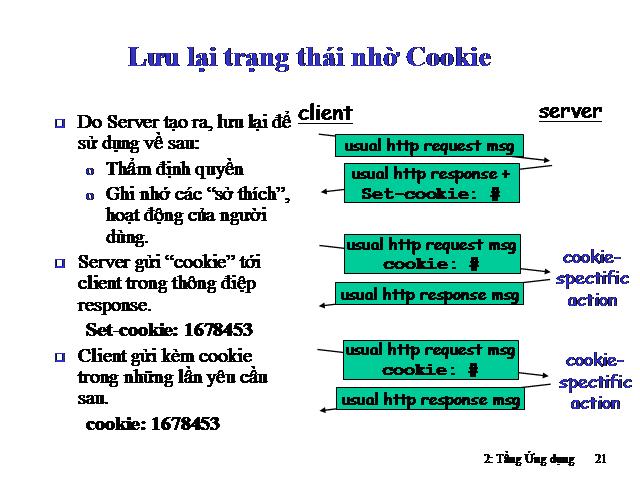 Lưu lại trạng thái nhờ Cookie
Do Server tạo ra, lưu lại để
sử dụng về sau:
o Thẩm định quyền
o Ghi nhớ các “sở thích”,
hoạt động của người
dùng.
Server gửi “cookie” tới
client trong thông điệp
response.
Set-cookie: 1678453
Client gửi kèm cookie
trong những lần yêu cầu
sau.
cookie: 1678453
client
server
usual http request msg
usual http response +
Set-cookie: #
usual http request msg
cookie: #
usual http response msg
cookie-
spectific
action
usual http request msg
cookie: #
usual http response msg
cookie-
spectific
action
2: Tầng Ứng dụng 21